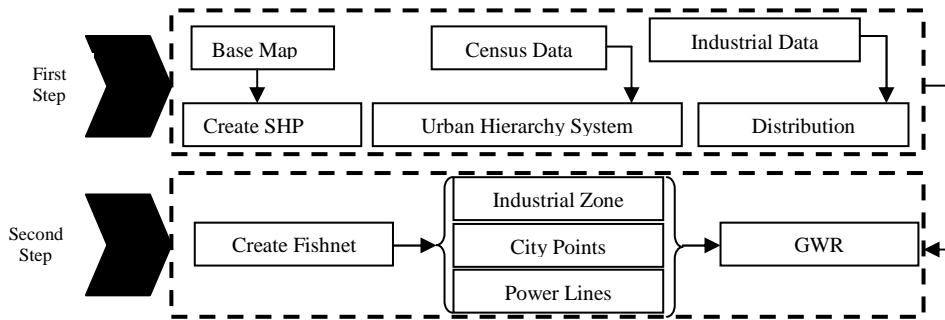 First
Step
Base Map
Census Data
Industrial Data
Create SHP
Urban Hierarchy System
Distribution
Second
Step
Create Fishnet
Industrial Zone
City Points
Power Lines
GWR